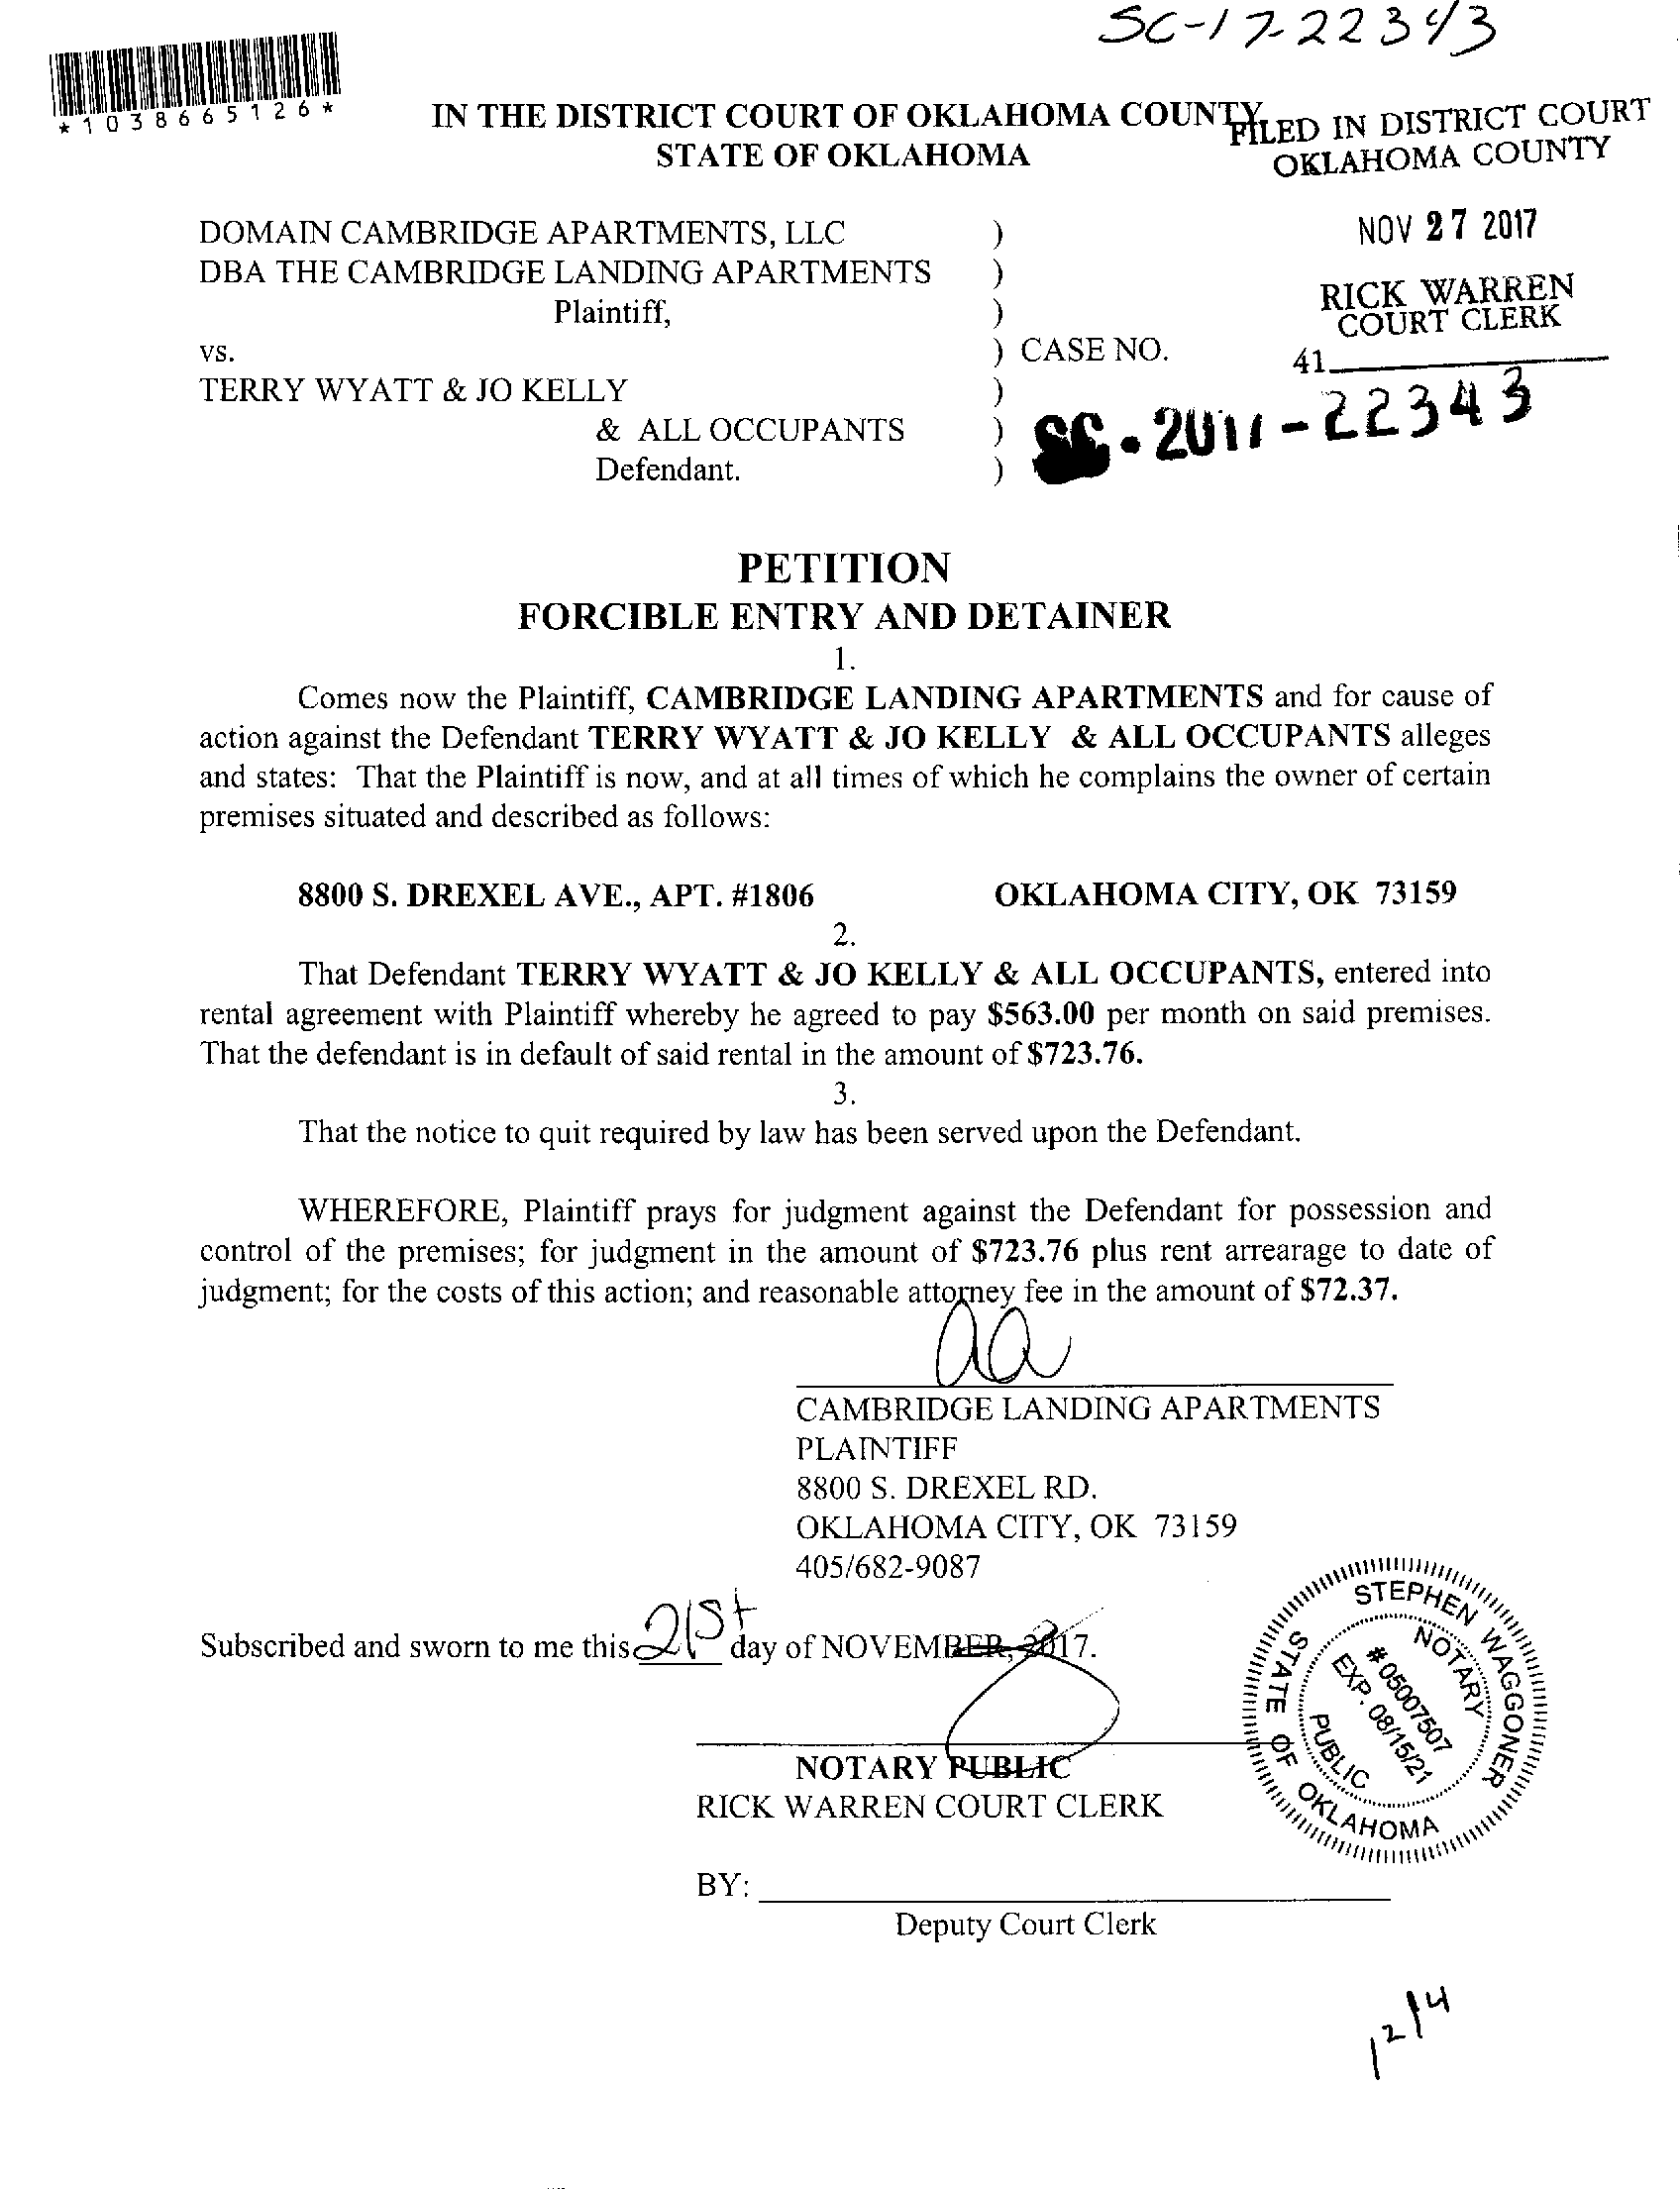 SC-17-22343
*1038665126*
IN THE DISTRICT COURT OF OKLAHOMA COUNTY
STATE OF OKLAHOMA
FILED IN DISTRICT COURT
OKLAHOMA COUNTY
NOV 27 2017
RICK WARREN
COURT CLERK
41
DOMAIN CAMBRIDGE APARTMENTS, LLC )
DBA THE CAMBRIDGE LANDING APARTMENTS )
Plaintiff, )
vs. ) CASE NO.
TERRY WYATT & JO KELLY )
& ALL OCCUPANTS )
Defendant. )
SC-2017-22343
PETITION
FORCIBLE ENTRY AND DETAINER
1.
Comes now the Plaintiff, CAMBRIDGE LANDING APARTMENTS and for cause of
action against the Defendant TERRY WYATT & JO KELLY & ALL OCCUPANTS alleges
and states: That the Plaintiff is now, and at all times of which he complains the owner of certain
premises situated and described as follows:
8800 S. DREXEL AVE., APT. #1806 OKLAHOMA CITY, OK 73159
2.
That Defendant TERRY WYATT & JO KELLY & ALL OCCUPANTS, entered into
rental agreement with Plaintiff whereby he agreed to pay $563.00 per month on said premises.
That the defendant is in default of said rental in the amount of $723.76.
3.
That the notice to quit required by law has been served upon the Defendant.
WHEREFORE, Plaintiff prays for judgment against the Defendant for possession and
control of the premises; for judgment in the amount of $723.76 plus rent arrearage to date of
judgment; for the costs of this action; and reasonable attorney fee in the amount of $72.37.
CAMBRIDGE LANDING APARTMENTS
PLAINTIFF
8800 S. DREXEL RD.
OKLAHOMA CITY, OK 73159
405/682-9087
Subscribed and sworn to me this 21st day of NOVEMBER, 2017.
NOTARY PUBLIC
RICK WARREN COURT CLERK
STEPHEN WAGGONER
NOTARY
#05007507
EXP. 08/15/21
PUBLIC
STATE OF OKLAHOMA
BY:
Deputy Court Clerk
12/4